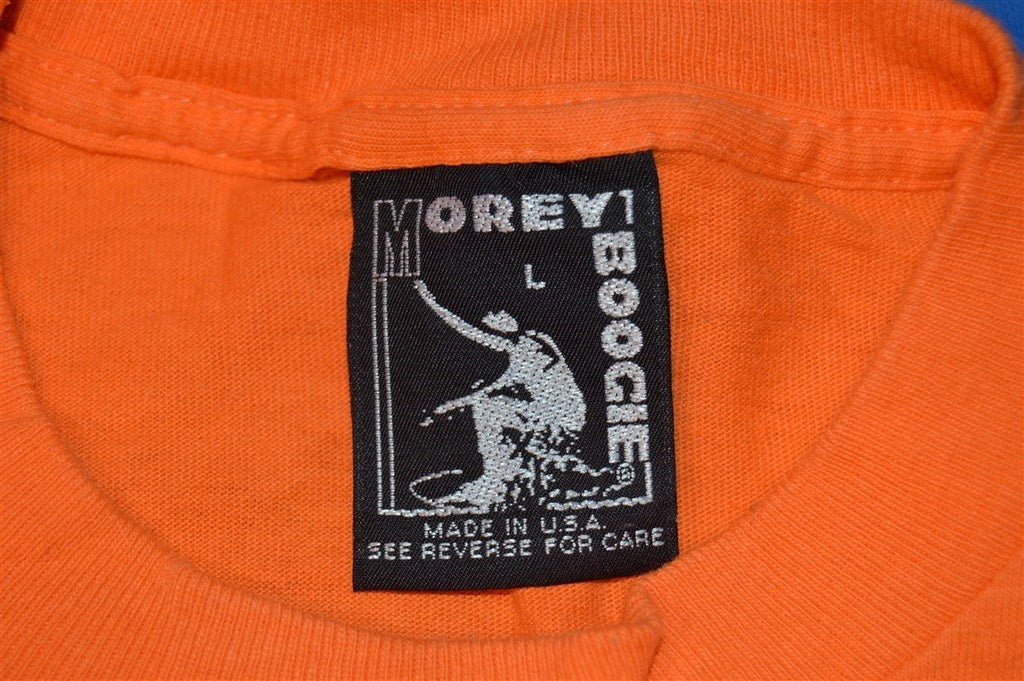 MOREY
BOOGIE®
L
MADE IN U.S.A.
SEE REVERSE FOR CARE